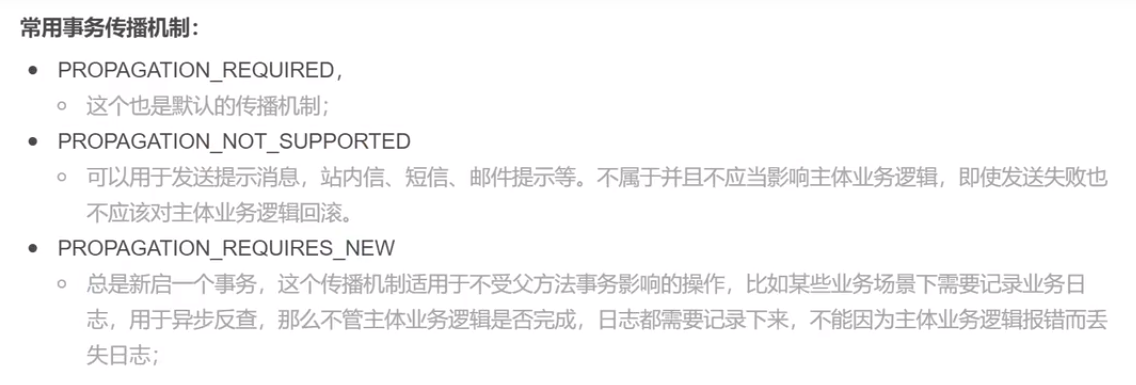 常用事务传播机制：
PROPAGATION_REQUIRED，
这个也是默认的传播机制；
PROPAGATION_NOT_SUPPORTED
可以用于发送提示消息，站内信、短信、邮件提示等。不属于并且不应当影响主体业务逻辑，即使发送失败也
不应该对主体业务逻辑回滚。
PROPAGATION_REQUIRES_NEW
总是新启一个事务，这个传播机制适用于不受父方法事务影响的操作，比如某些业务场景下需要记录业务日
志，用于异步反查，那么不管主体业务逻辑是否完成，日志都需要记录下来，不能因为主体业务逻辑报错而丢
失日志；